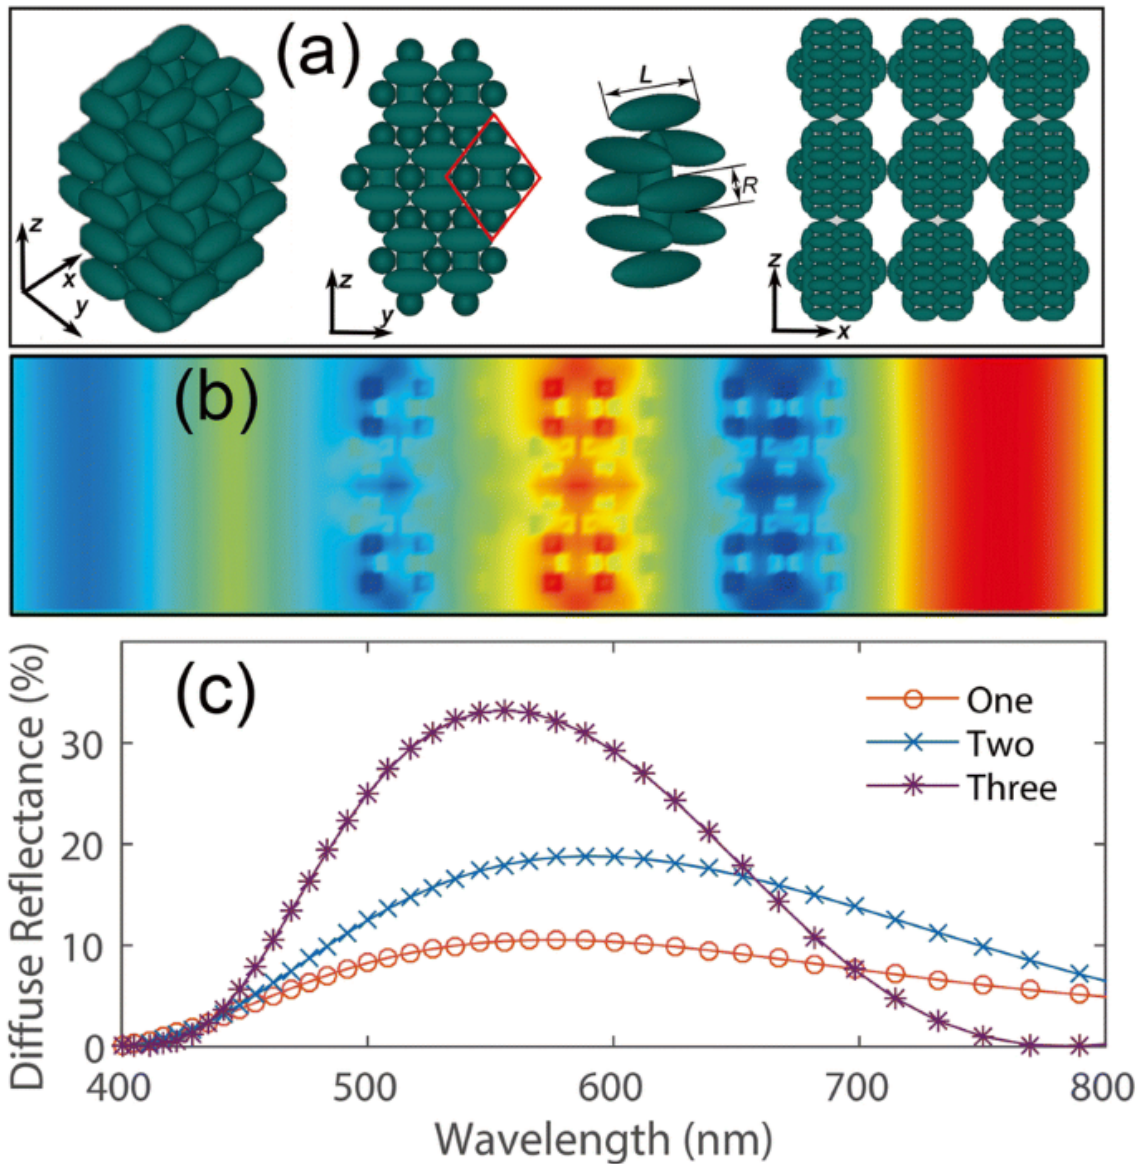 (a)
L
R
z
x
y
z
y
z
x
(b)
(c)
One
Two
Three
Diffuse Reflectance (%)
30
20
10
0
400 500 600 700 800
Wavelength (nm)